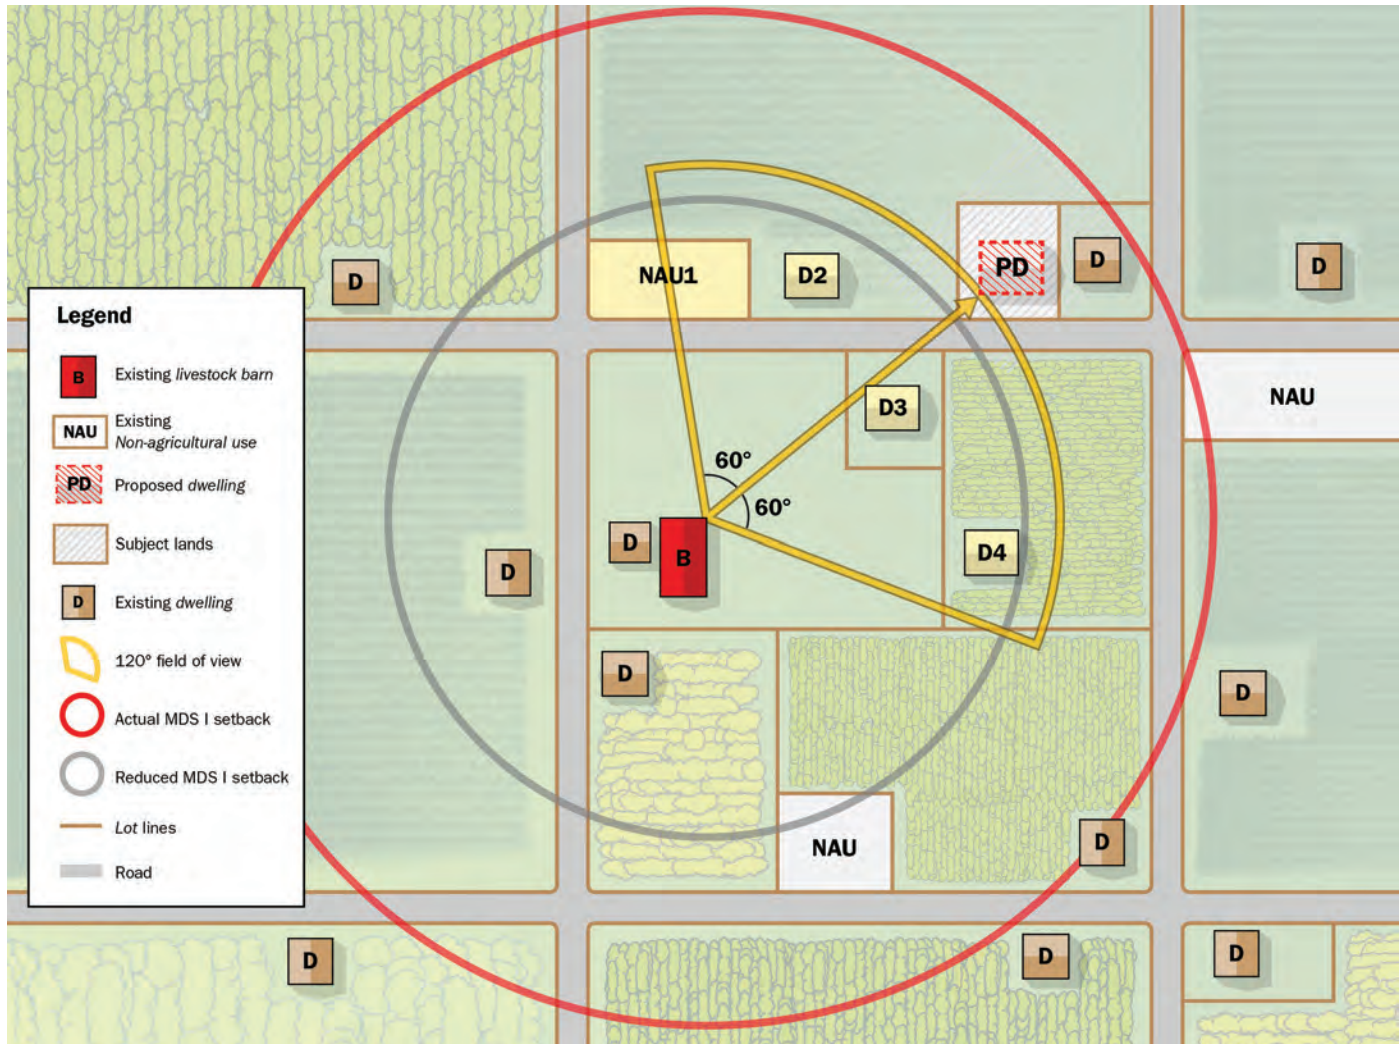 NAU1
D2
PD
D
D
D
Legend
B
Existing livestock barn
NAU
Existing
Non-agricultural use
PD
Proposed dwelling
Subject lands
D
Existing dwelling
120° field of view
Actual MDS I setback
Reduced MDS I setback
Lot lines
Road
NAU
D3
60°
60°
D
B
D4
D
D
D
NAU
D
D
D
D